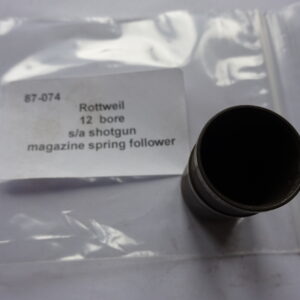 87-074
Rottweil
12 bore
s/a shotgun
magazine spring follower